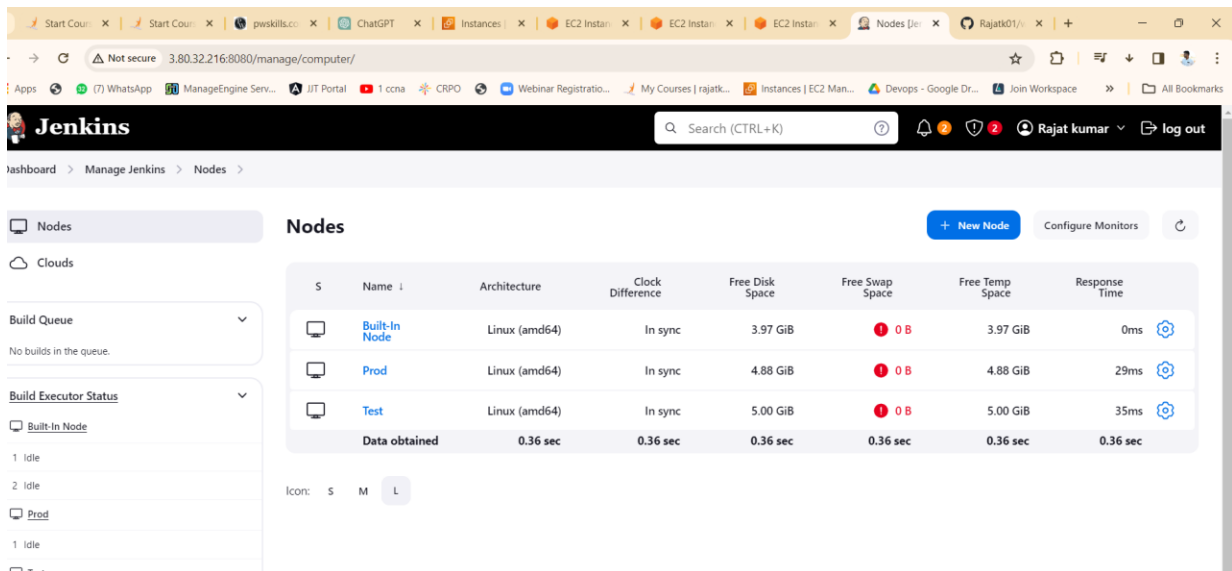 Start Cour
Start Cour
pwskills.co
ChatGPT
Instances |
EC2 Instan
EC2 Instan
EC2 Instan
Nodes [Jer
Rajatk01/
Not secure 3.80.32.216:8080/manage/computer/
Apps
(7) WhatsApp
ManageEngine Serv...
JJT Portal
1 ccna
CRPO
Webinar Registratio...
My Courses | rajatk...
Instances | EC2 Man...
Devops - Google Dr...
Join Workspace
»
All Bookmarks
Jenkins
Search (CTRL+K)
2
2
Rajat kumar
log out
Dashboard > Manage Jenkins > Nodes >
Nodes
Clouds
Build Queue
No builds in the queue.
Build Executor Status
Built-In Node
1 Idle
2 Idle
Prod
1 Idle
Nodes
+ New Node
Configure Monitors
S Name ↓ Architecture Clock Difference Free Disk Space Free Swap Space Free Temp Space Response Time
Built-In Node Linux (amd64) In sync 3.97 GiB 0 B 3.97 GiB 0ms
Prod Linux (amd64) In sync 4.88 GiB 0 B 4.88 GiB 29ms
Test Linux (amd64) In sync 5.00 GiB 0 B 5.00 GiB 35ms
Data obtained 0.36 sec 0.36 sec 0.36 sec 0.36 sec 0.36 sec 0.36 sec
Icon: S M L